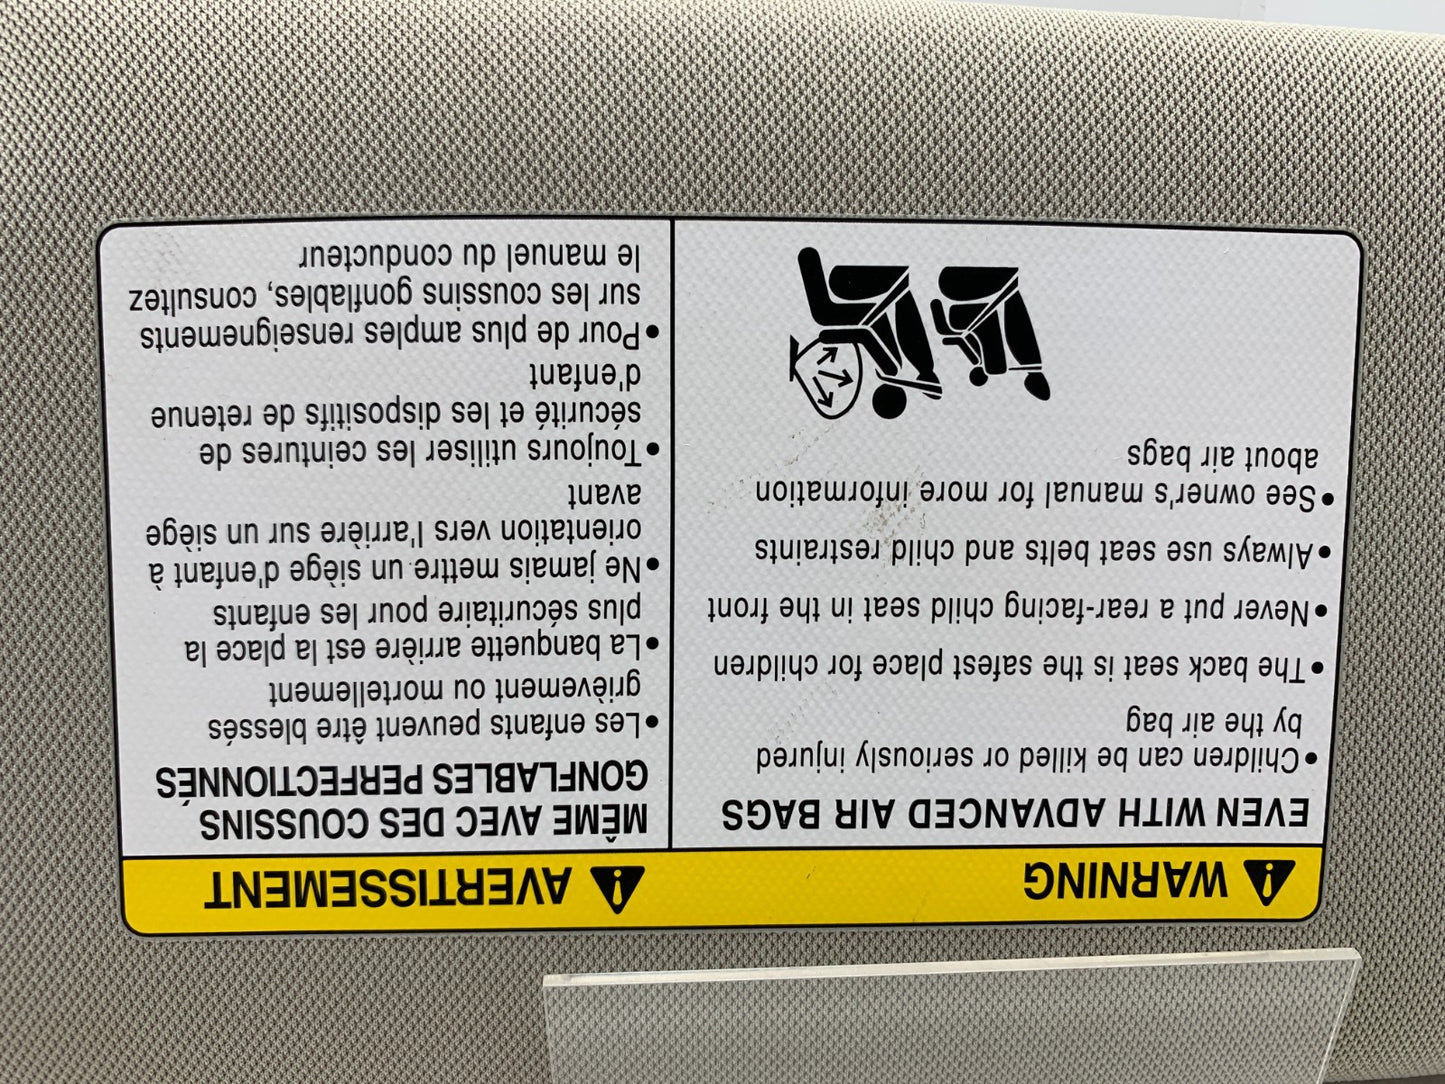 WARNING
EVEN WITH ADVANCED AIR BAGS
•Children can be killed or seriously injured
by the air bag
•The back seat is the safest place for children
•Never put a rear-facing child seat in the front
•Always use seat belts and child restraints
•See owner's manual for more information
about air bags
AVERTISSEMENT
MÊME AVEC DES COUSSINS
GONFLABLES PERFECTIONNÉS
•Les enfants peuvent être blessés
grièvement ou mortellement
•La banquette arrière est la place la
plus sécuritaire pour les enfants
•Ne jamais mettre un siège d'enfant à
orientation vers l'arrière sur un siège
avant
•Toujours utiliser les ceintures de
sécurité et les dispositifs de retenue
d'enfant
•Pour de plus amples renseignements
sur les coussins gonflables, consultez
le manuel du conducteur